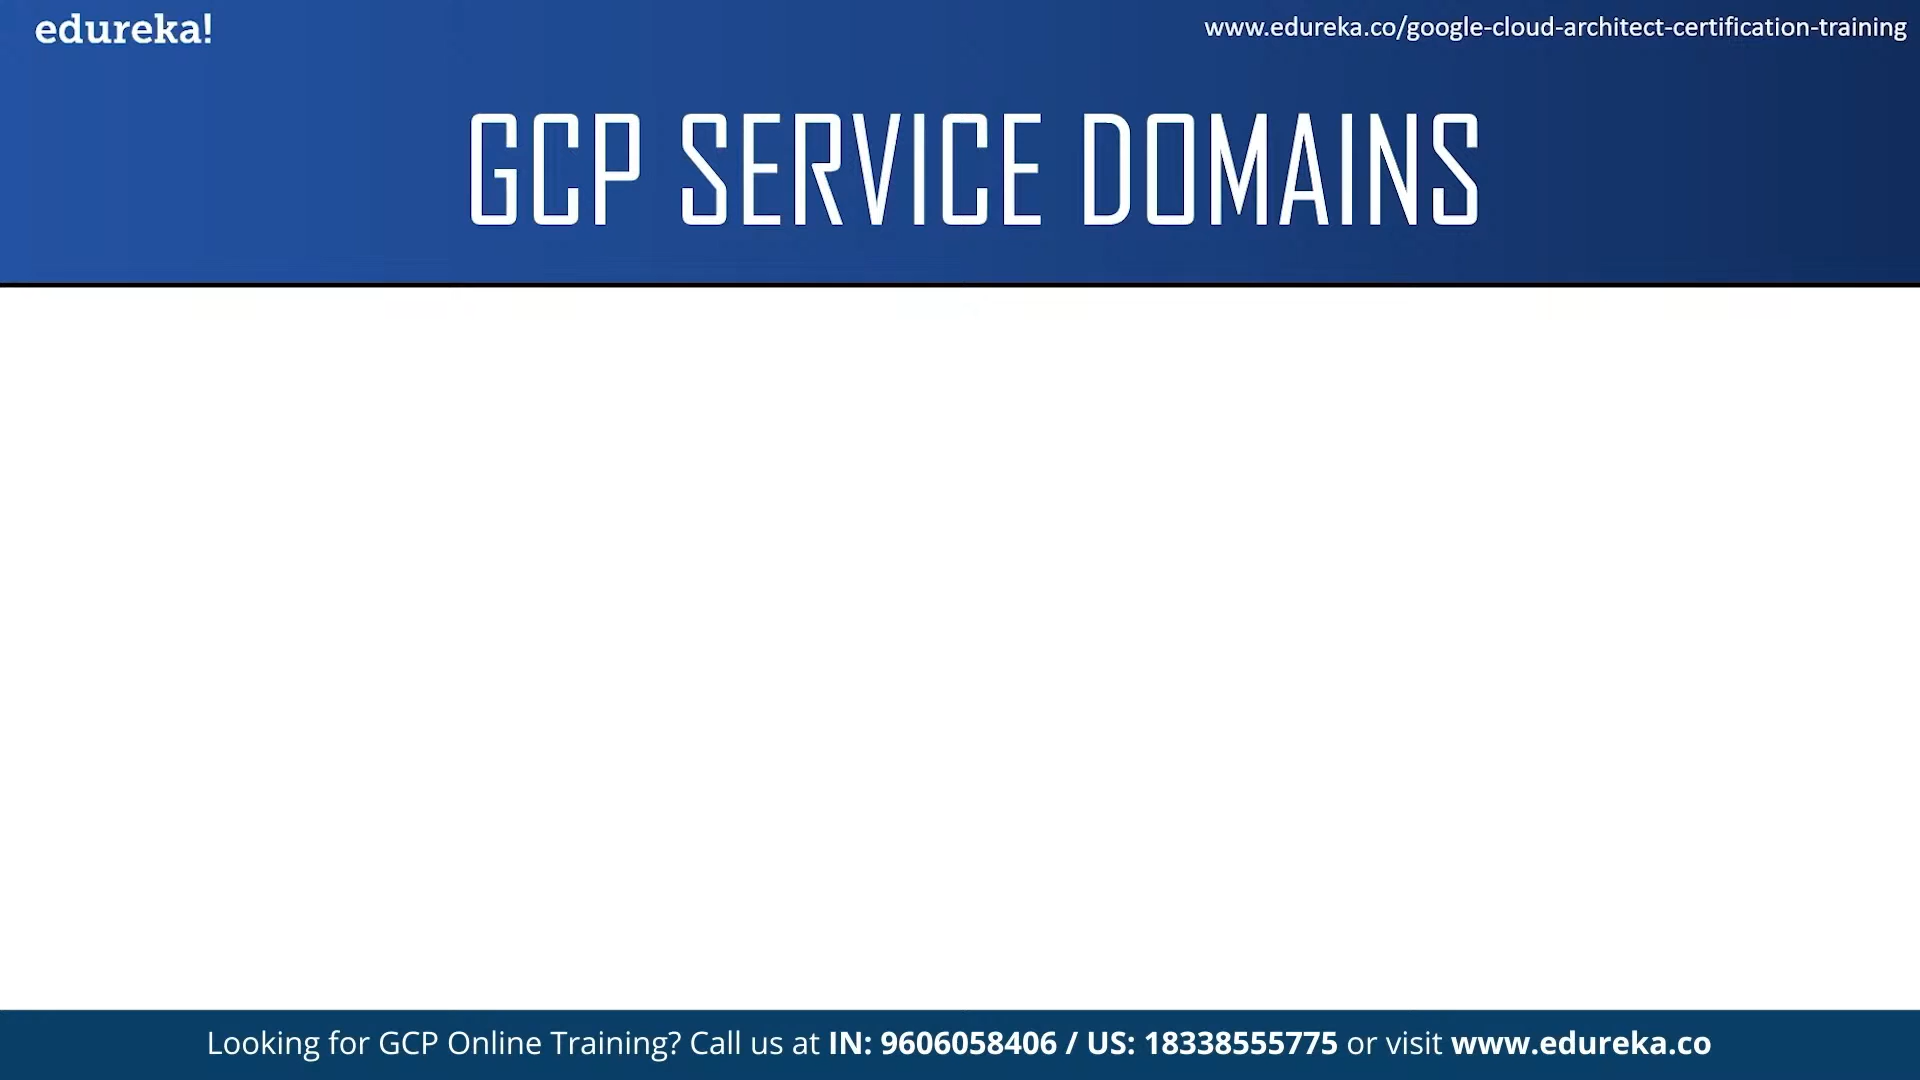 edureka!
www.edureka.co/google-cloud-architect-certification-training
GCP SERVICE DOMAINS
Looking for GCP Online Training? Call us at IN: 9606058406 / US: 18338555775 or visit www.edureka.co